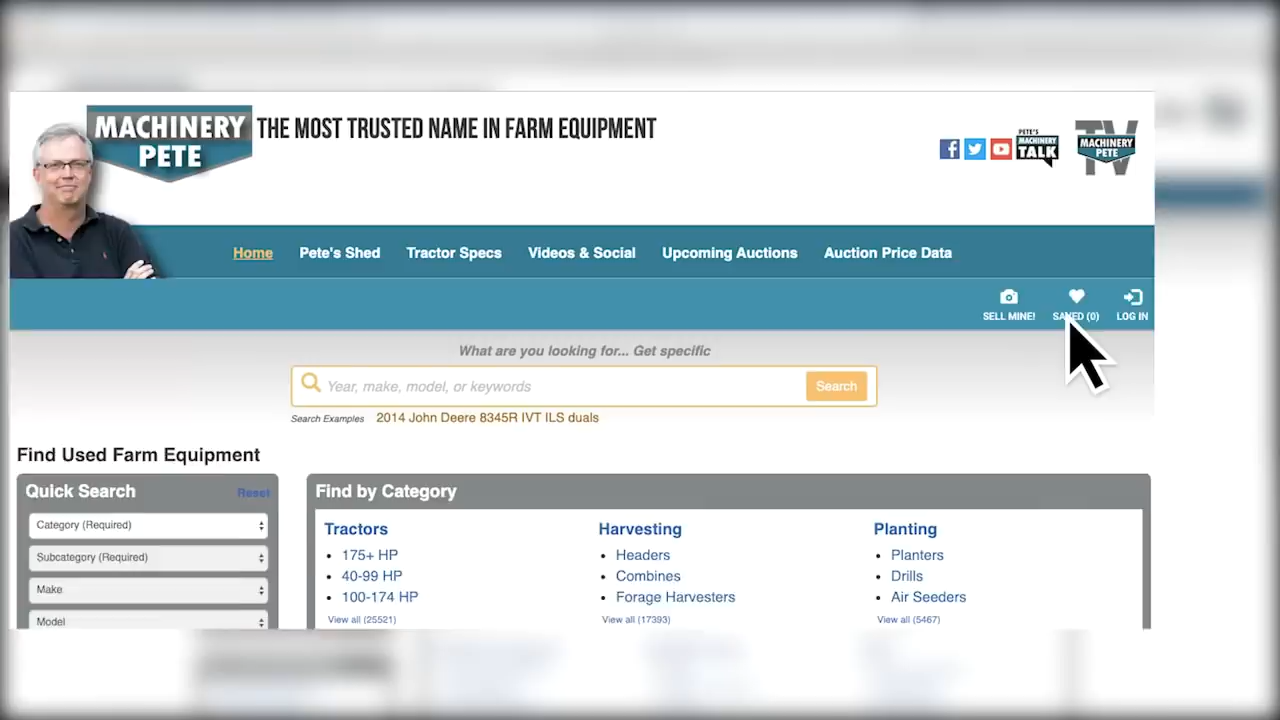 MACHINERY
PETE
THE MOST TRUSTED NAME IN FARM EQUIPMENT
PETE'S
MACHINERY
TALK
TV
MACHINERY
PETE
Home Pete's Shed Tractor Specs Videos & Social Upcoming Auctions Auction Price Data
SELL MINE! SAVED (0) LOG IN
What are you looking for... Get specific
Year, make, model, or keywords Search
Search Examples 2014 John Deere 8345R IVT ILS duals
Find Used Farm Equipment
Quick Search Reset
Category (Required)
Subcategory (Required)
Make
Model
Find by Category
Tractors
• 175+ HP
• 40-99 HP
• 100-174 HP
View all (25521)
Harvesting
• Headers
• Combines
• Forage Harvesters
View all (17393)
Planting
• Planters
• Drills
• Air Seeders
View all (5467)